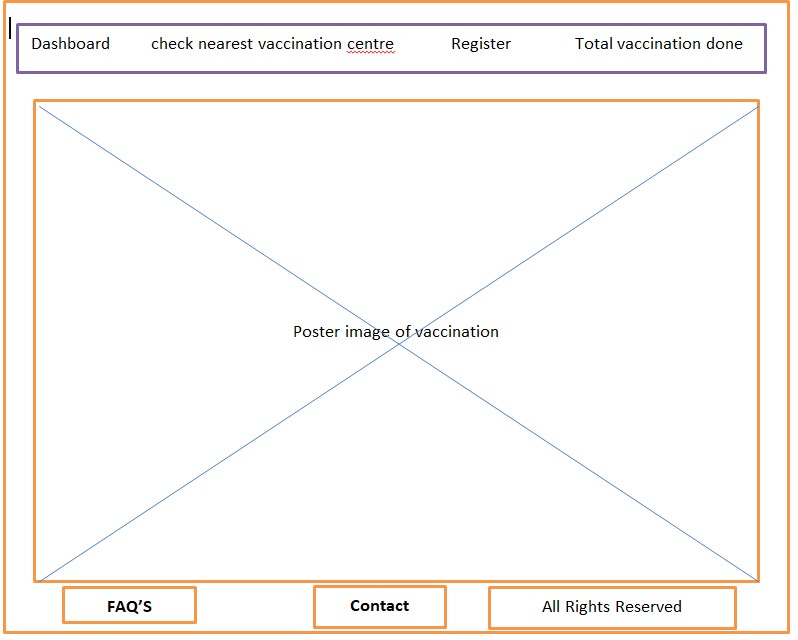 Dashboard check nearest vaccination centre Register Total vaccination done
Poster image of vaccination
FAQ’S Contact All Rights Reserved